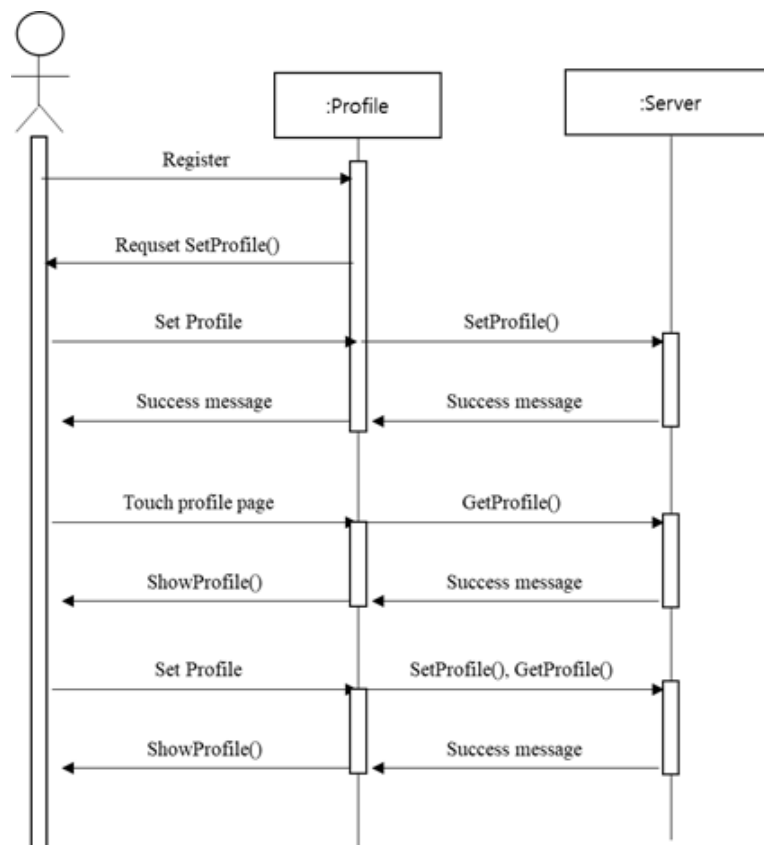 :Profile
:Server
Register
Requset SetProfile()
Set Profile
SetProfile()
Success message
Success message
Touch profile page
GetProfile()
ShowProfile()
Success message
Set Profile
SetProfile(), GetProfile()
ShowProfile()
Success message